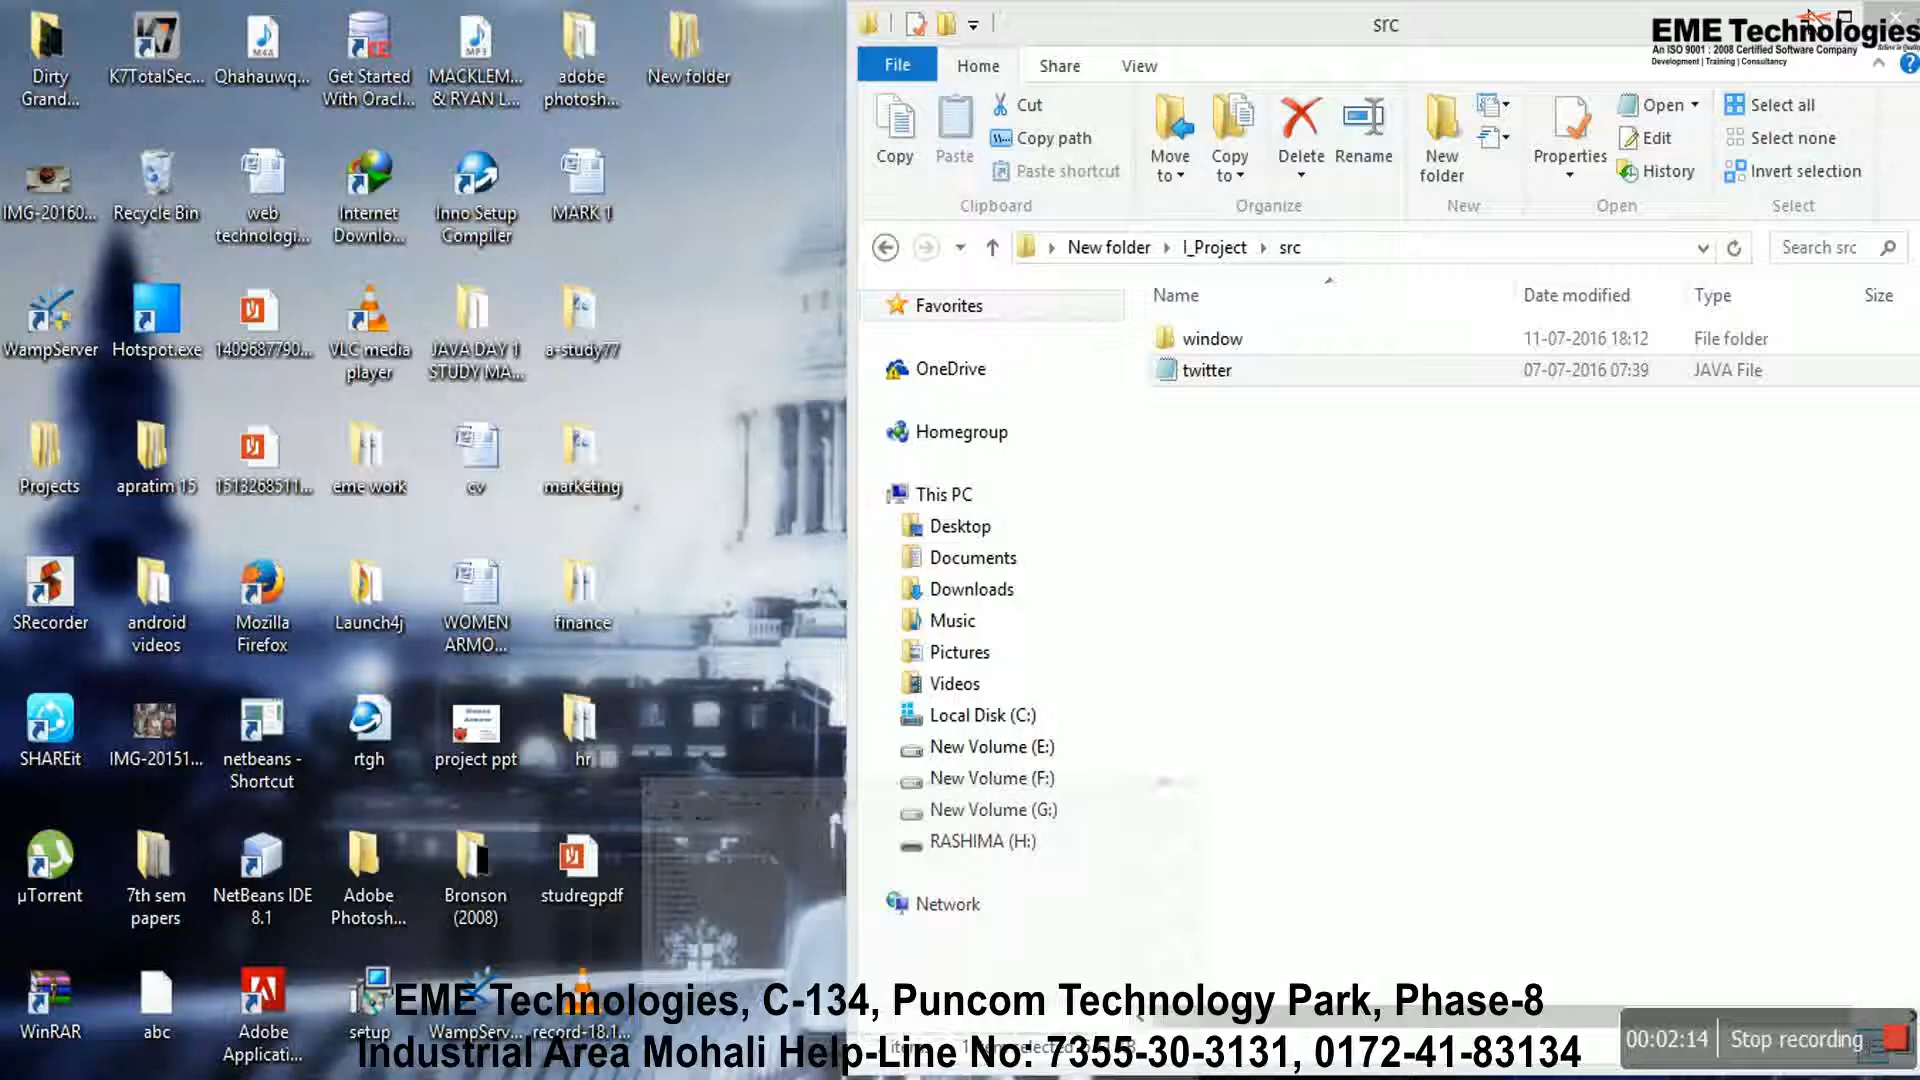 Dirty
Grand...
K7TotalSec...
Qhahauwq...
Get Started
With Oracl...
MACKLEM...
& RYAN L...
adobe
photosh...
New folder
IMG-20160...
Recycle Bin
web
technologi...
Internet
Downlo...
Inno Setup
Compiler
MARK 1
WampServer
Hotspot.exe
1409687790...
VLC media
player
JAVA DAY 1
STUDY MA...
a-study77
Projects
apratim 15
1513268511...
eme work
cv
marketing
SRecorder
android
videos
Mozilla
Firefox
Launch4j
WOMEN
ARMO...
finance
SHAREit
IMG-20151...
netbeans -
Shortcut
rtgh
project ppt
hr
µTorrent
7th sem
papers
NetBeans IDE
8.1
Adobe
Photosh...
Bronson
(2008)
studregpdf
WinRAR
abc
Adobe
Applicati...
setup
WampServ...
record-18.1...
src
EME Technologies
An ISO 9001 : 2008 Certified Software Company
Development | Training | Consultancy
File Home Share View
Copy
Paste
Cut
Copy path
Paste shortcut
Clipboard
Move
to
Copy
to
Delete
Rename
Organize
New
folder
New
Properties
Open
Edit
History
Open
Select all
Select none
Invert selection
Select
New folder I_Project src
Search src
Name Date modified Type Size
window 11-07-2016 18:12 File folder
twitter 07-07-2016 07:39 JAVA File
Favorites
OneDrive
Homegroup
This PC
Desktop
Documents
Downloads
Music
Pictures
Videos
Local Disk (C:)
New Volume (E:)
New Volume (F:)
New Volume (G:)
RASHIMA (H:)
Network
EME Technologies, C-134, Puncom Technology Park, Phase-8
Industrial Area Mohali Help-Line No: 7355-30-3131, 0172-41-83134
00:02:14 Stop recording